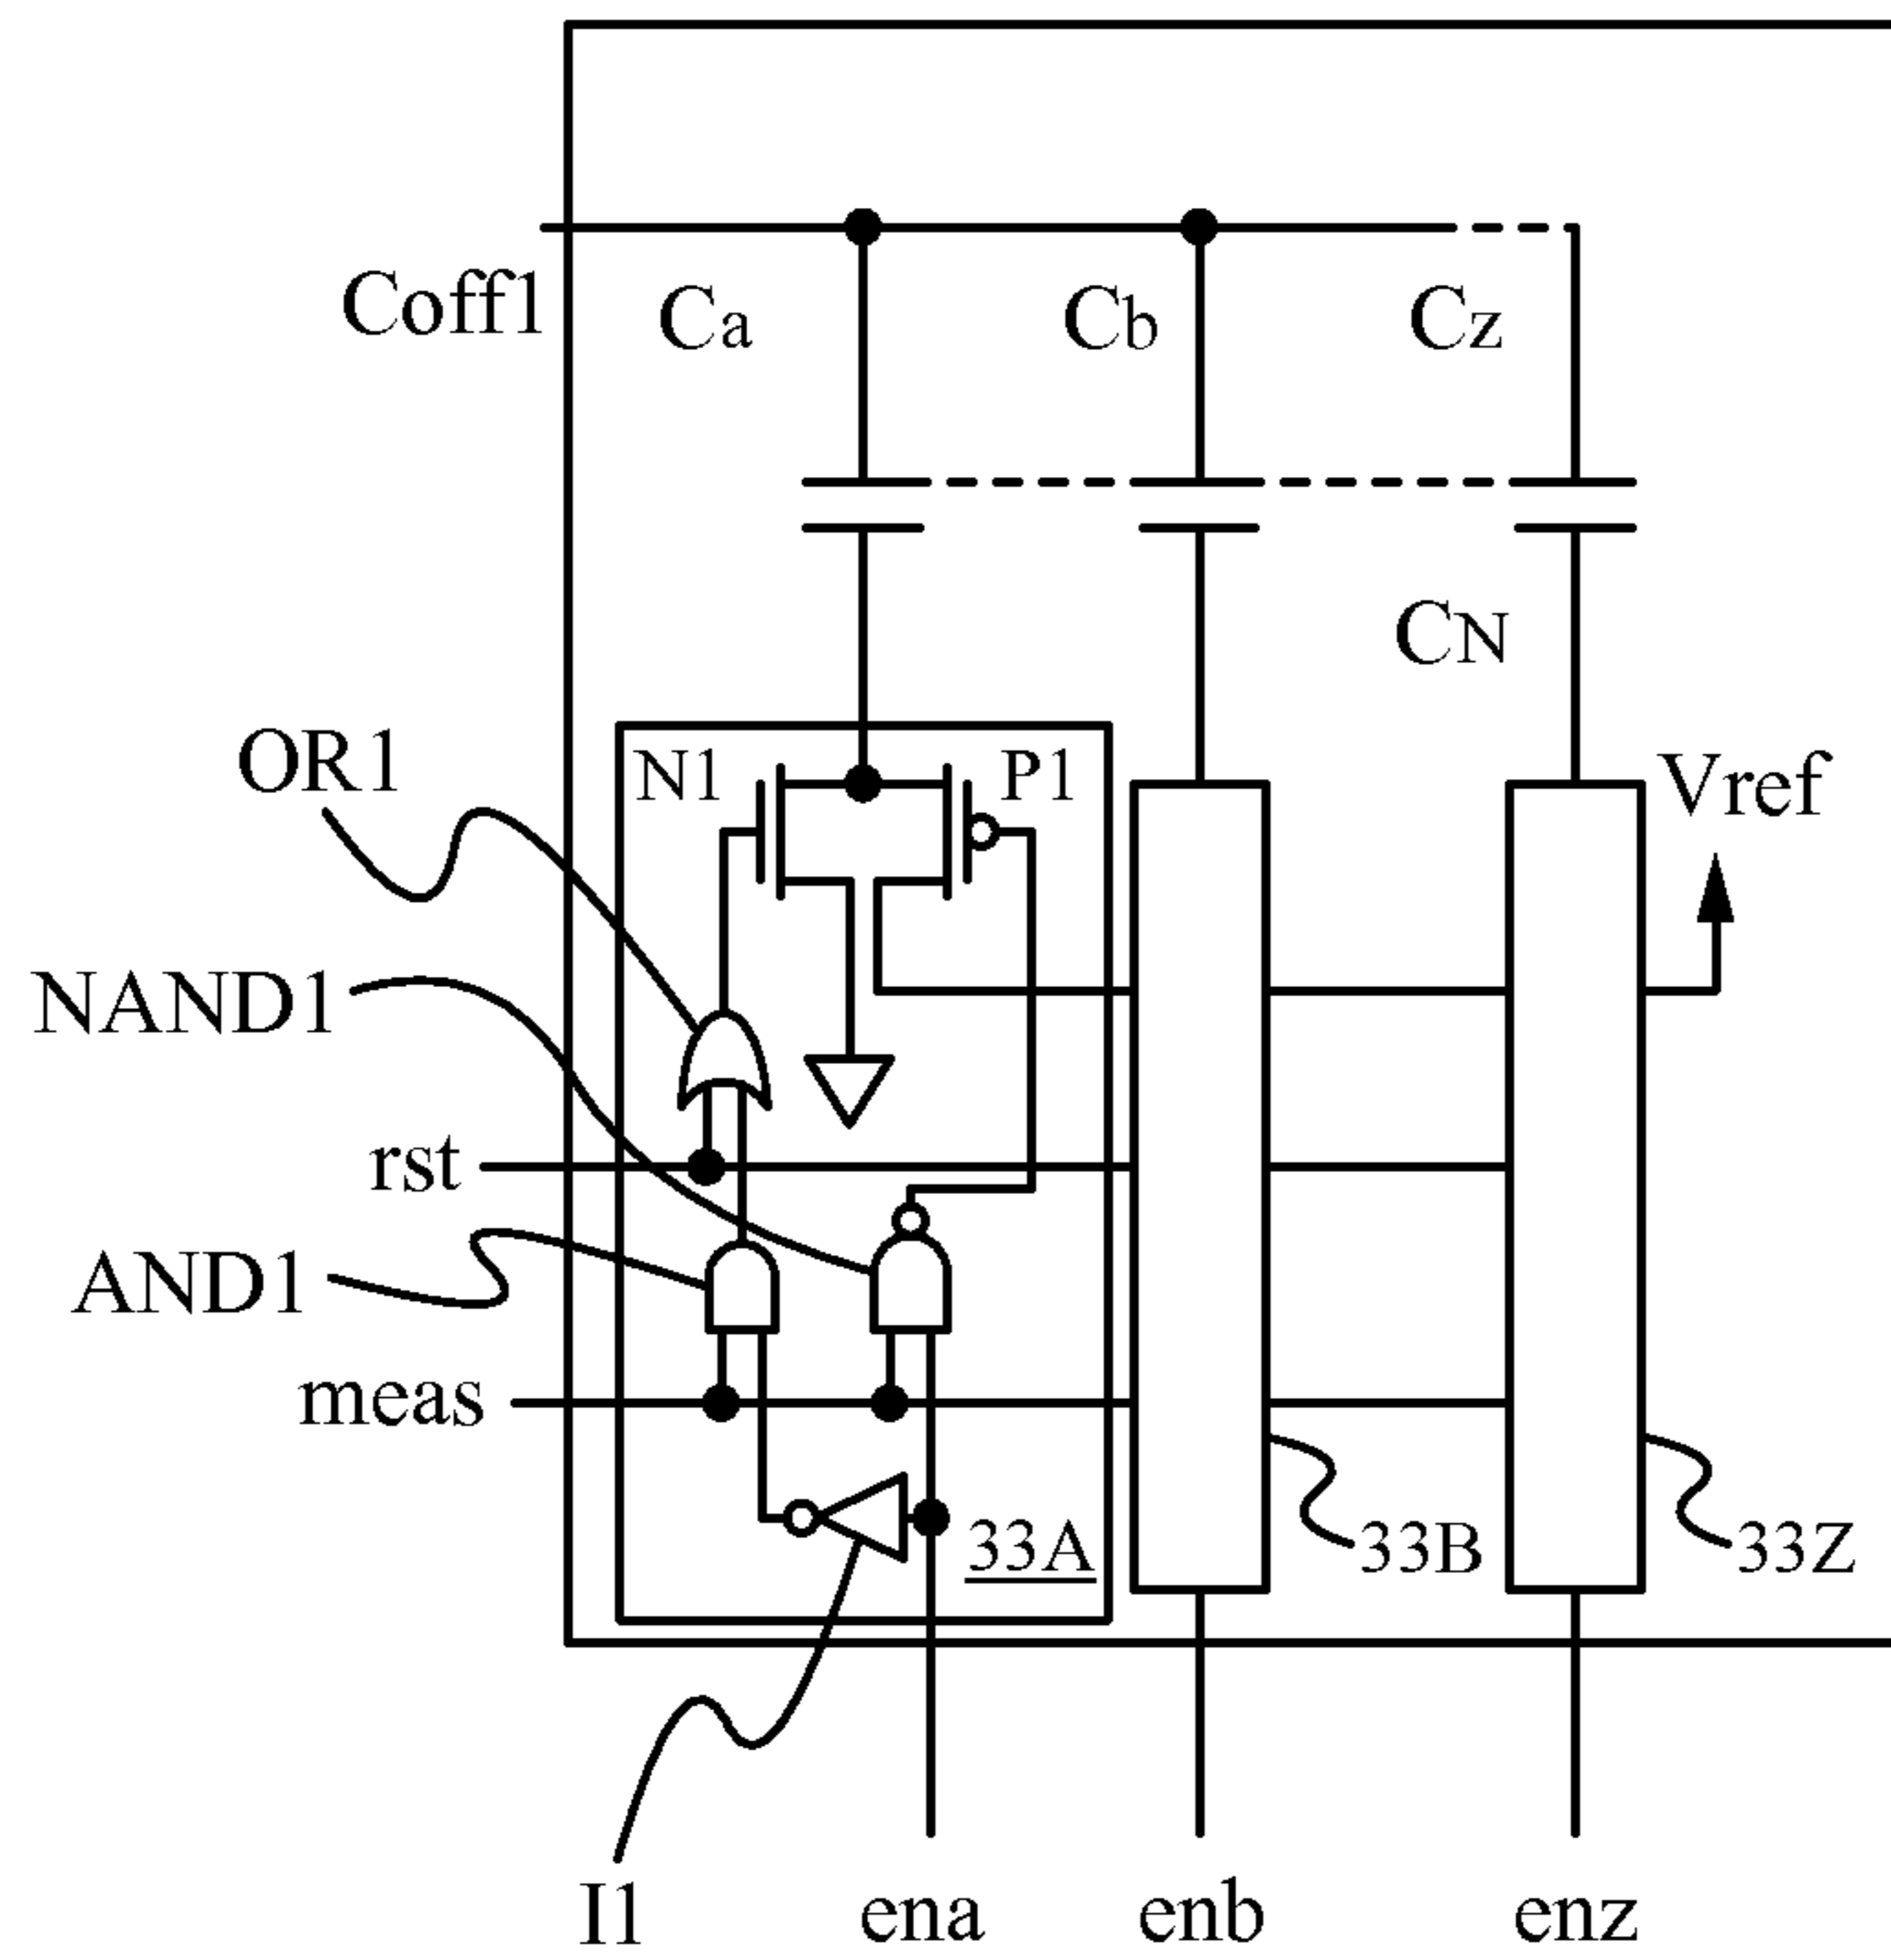 Coff1
Ca
Cb
Cz
CN
OR1
N1
P1
Vref
NAND1
rst
AND1
meas
33A
33B
33Z
I1
ena
enb
enz